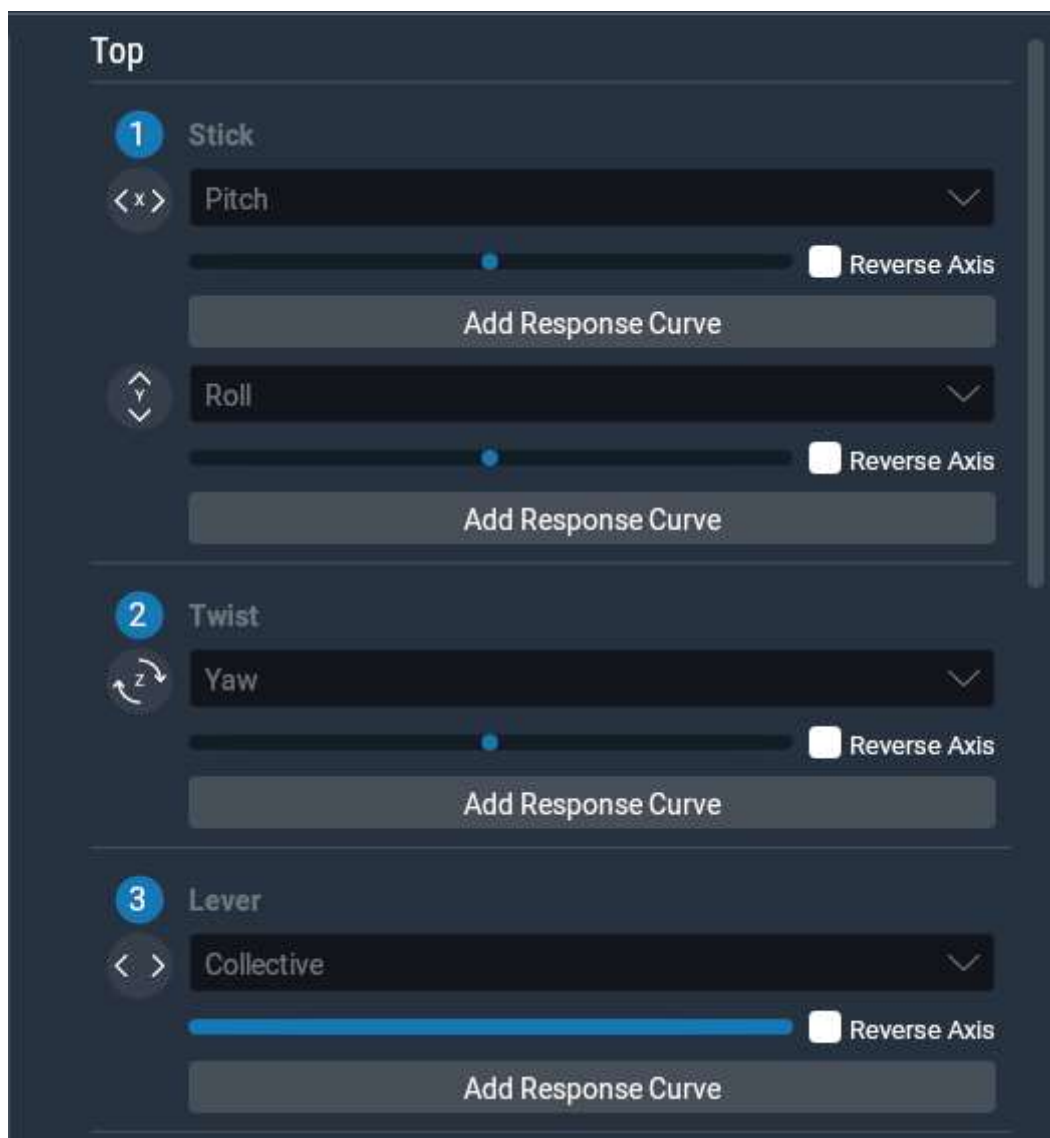 Top
1 Stick
X Pitch
Reverse Axis
Add Response Curve
Y Roll
Reverse Axis
Add Response Curve
2 Twist
Z Yaw
Reverse Axis
Add Response Curve
3 Lever
Collective
Reverse Axis
Add Response Curve